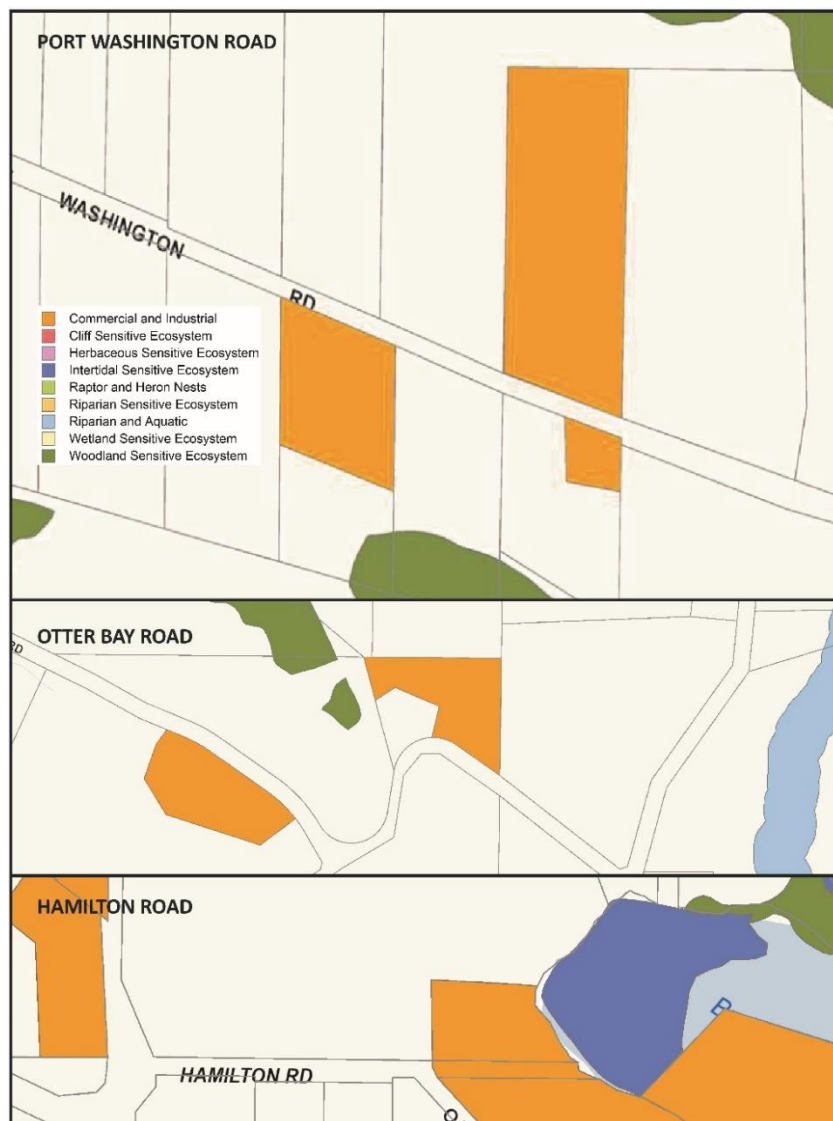 PORT WASHINGTON ROAD
WASHINGTON
RD
Commercial and Industrial
Cliff Sensitive Ecosystem
Herbaceous Sensitive Ecosystem
Intertidal Sensitive Ecosystem
Raptor and Heron Nests
Riparian Sensitive Ecosystem
Riparian and Aquatic
Wetland Sensitive Ecosystem
Woodland Sensitive Ecosystem
OTTER BAY ROAD
RD
HAMILTON ROAD
HAMILTON RD